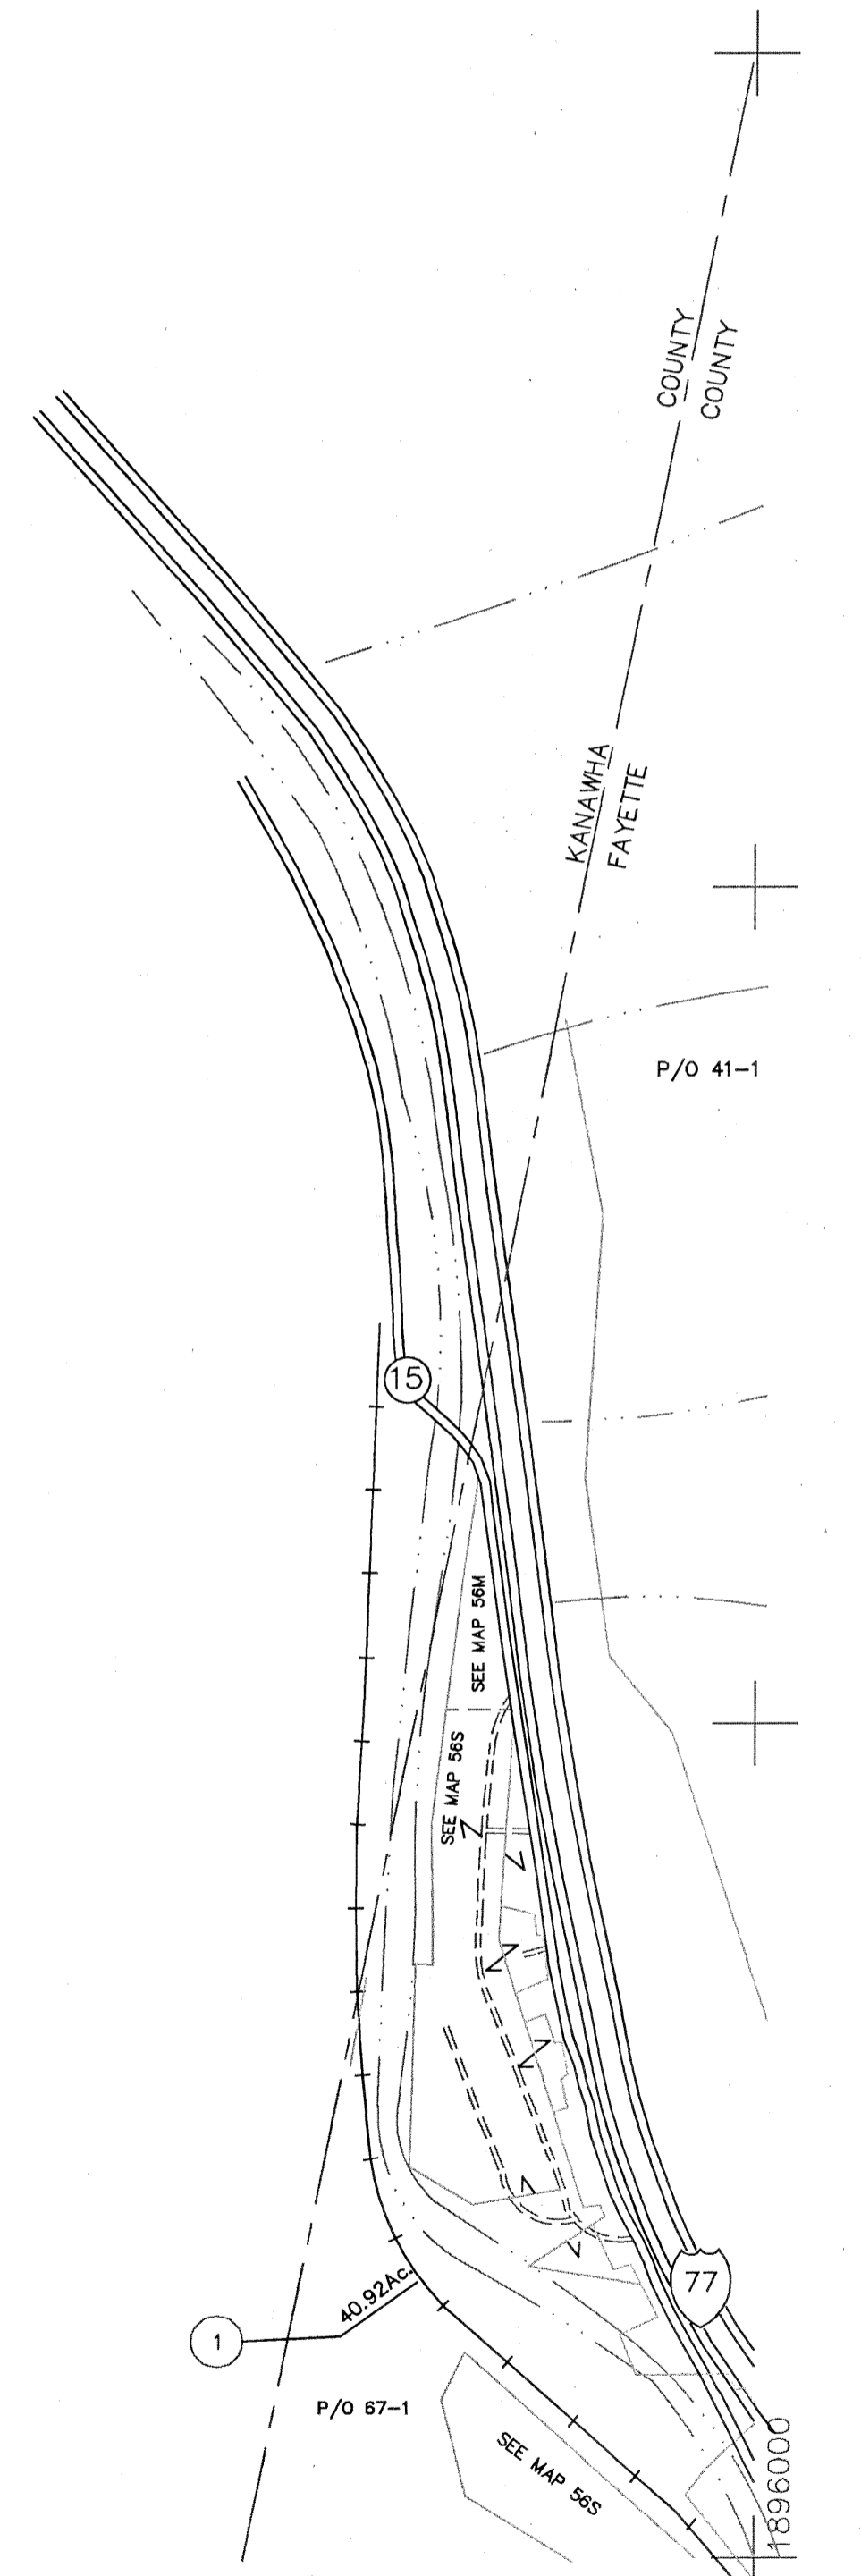 COUNTY
COUNTY
KANAWHA
FAYETTE
P/O 41-1
15
SEE MAP 56M
SEE MAP 56S
77
40.92Ac.
1
P/O 67-1
SEE MAP 56S
1896000